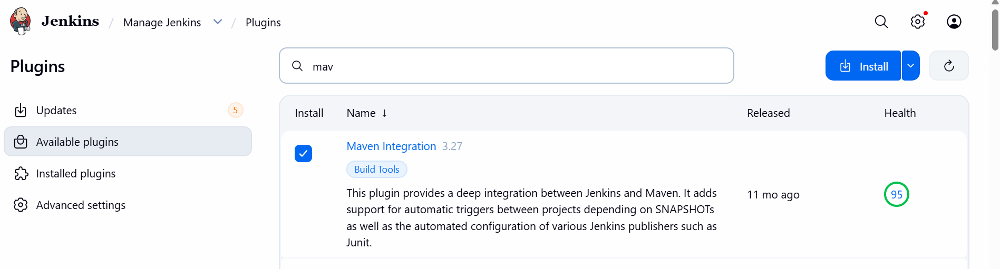 Jenkins / Manage Jenkins / Plugins
Plugins
mav
Install
Updates 5
Available plugins
Installed plugins
Advanced settings
Install Name ↓ Released Health
Maven Integration 3.27
Build Tools
This plugin provides a deep integration between Jenkins and Maven. It adds
support for automatic triggers between projects depending on SNAPSHOTs
as well as the automated configuration of various Jenkins publishers such as
Junit.
11 mo ago
95